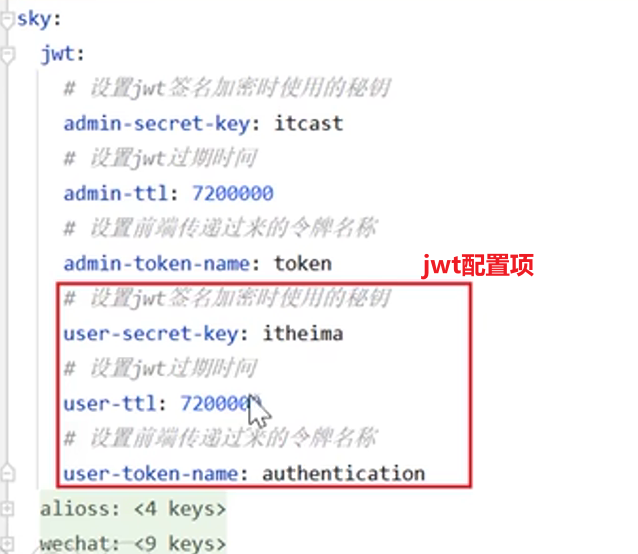 sky:
jwt:
# 设置jwt签名加密时使用的秘钥
admin-secret-key: itcast
# 设置jwt过期时间
admin-ttl: 7200000
# 设置前端传递过来的令牌名称
admin-token-name: token
jwt配置项
# 设置jwt签名加密时使用的秘钥
user-secret-key: itheima
# 设置jwt过期时间
user-ttl: 7200000
# 设置前端传递过来的令牌名称
user-token-name: authentication
alioss: <4 keys>
wechat: <9 keys>